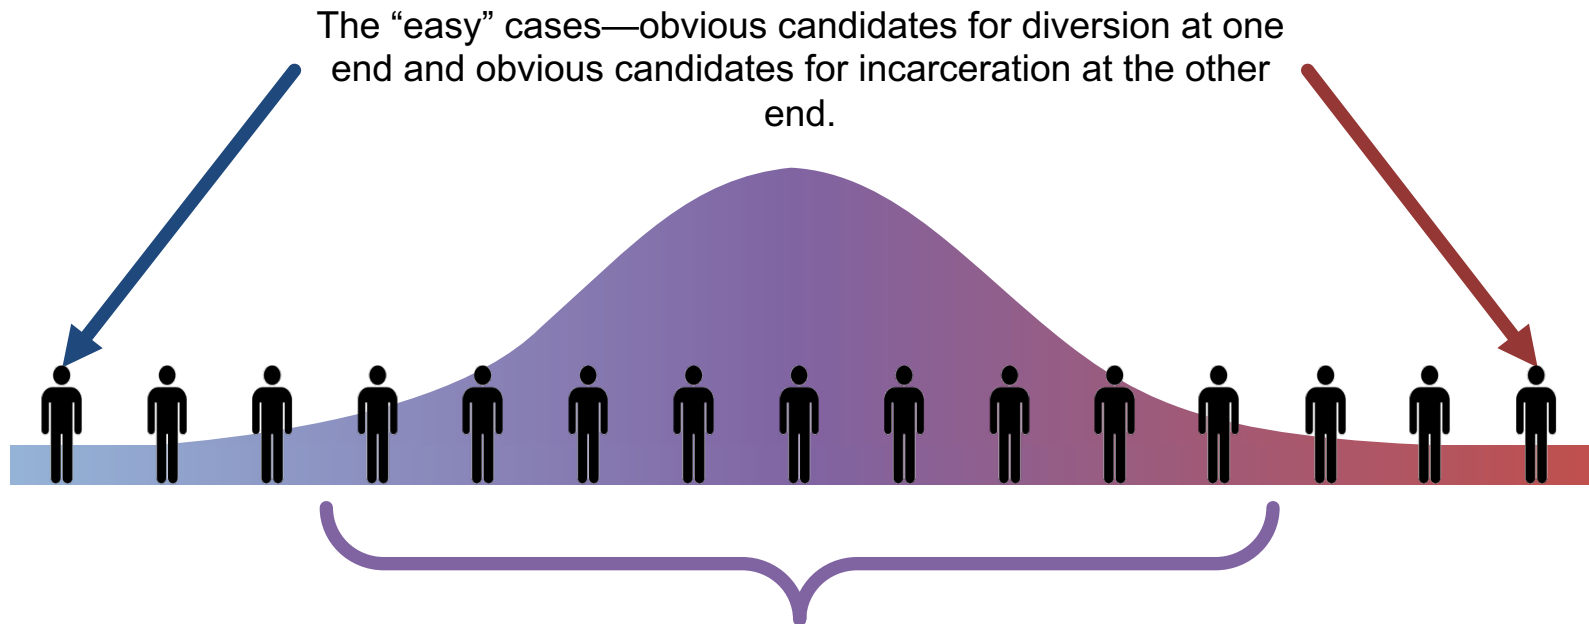 The “easy” cases—obvious candidates for diversion at one
end and obvious candidates for incarceration at the other
end.